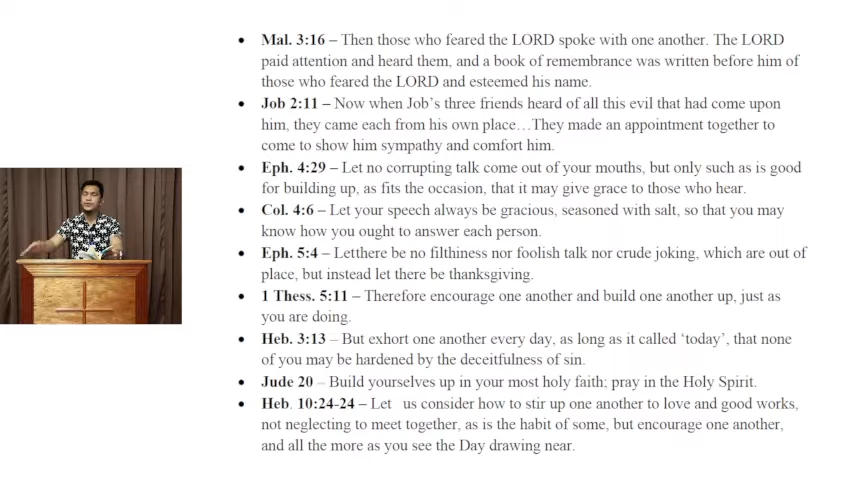 • Mal. 3:16 – Then those who feared the LORD spoke with one another. The LORD
paid attention and heard them, and a book of remembrance was written before him of
those who feared the LORD and esteemed his name.
• Job 2:11 – Now when Job's three friends heard of all this evil that had come upon
him, they came each from his own place…They made an appointment together to
come to show him sympathy and comfort him.
• Eph. 4:29 – Let no corrupting talk come out of your mouths, but only such as is good
for building up, as fits the occasion, that it may give grace to those who hear.
• Col. 4:6 – Let your speech always be gracious, seasoned with salt, so that you may
know how you ought to answer each person.
• Eph. 5:4 – Letthere be no filthiness nor foolish talk nor crude joking, which are out of
place, but instead let there be thanksgiving.
• 1 Thess. 5:11 – Therefore encourage one another and build one another up, just as
you are doing.
• Heb. 3:13 – But exhort one another every day, as long as it called 'today', that none
of you may be hardened by the deceitfulness of sin.
• Jude 20 – Build yourselves up in your most holy faith; pray in the Holy Spirit.
• Heb. 10:24-24 – Let us consider how to stir up one another to love and good works,
not neglecting to meet together, as is the habit of some, but encourage one another,
and all the more as you see the Day drawing near.